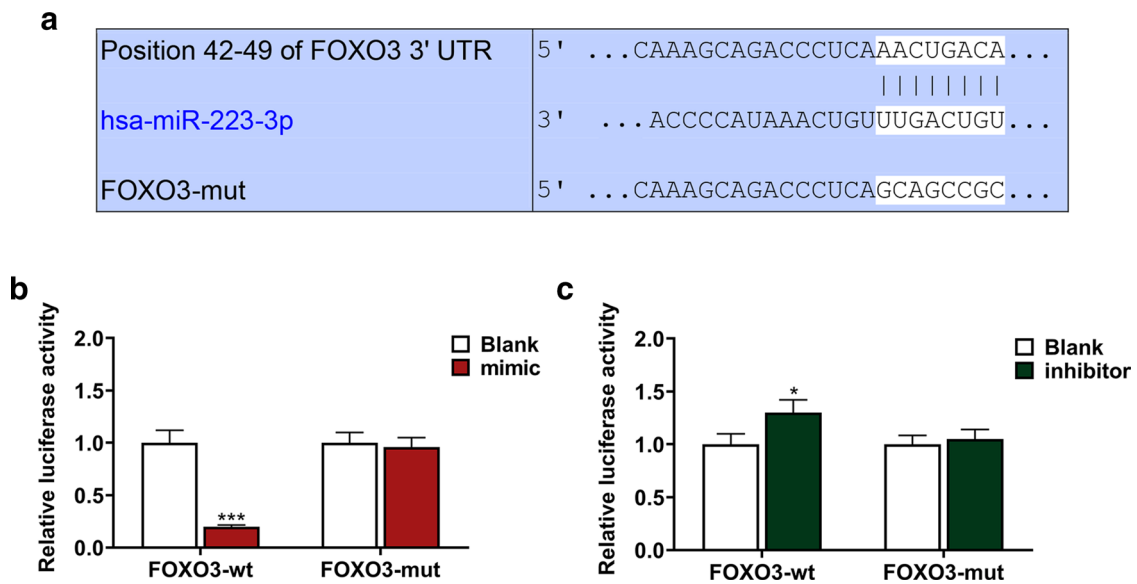 a
Position 42-49 of FOXO3 3' UTR 5' ...CAAAGCAGACCCUCAAACUGACA...
hsa-miR-223-3p 3' ...ACCCCAUAAACUGUUUGACUGU...
FOXO3-mut 5' ...CAAAGCAGACCCUCAGCAGCCGC...
b
Relative luciferase activity
2.0
1.5
1.0
0.5
0.0
Blank
mimic
***
FOXO3-wt FOXO3-mut
c
Relative luciferase activity
2.0
1.5
1.0
0.5
0.0
Blank
inhibitor
*
FOXO3-wt FOXO3-mut